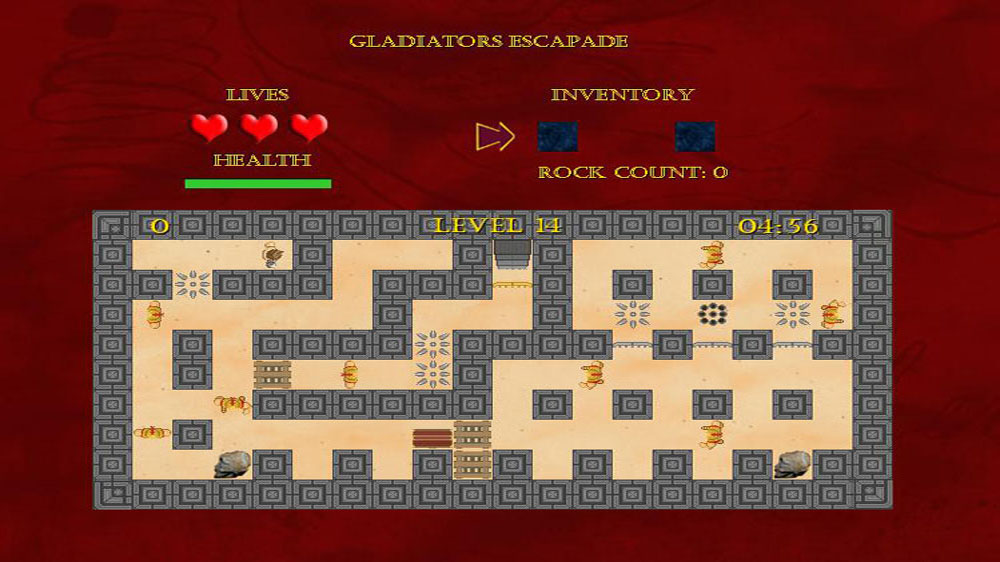 GLADIATORS ESCAPADE
LIVES
INVENTORY
HEALTH
ROCK COUNT: 0
0
LEVEL 14
04:56